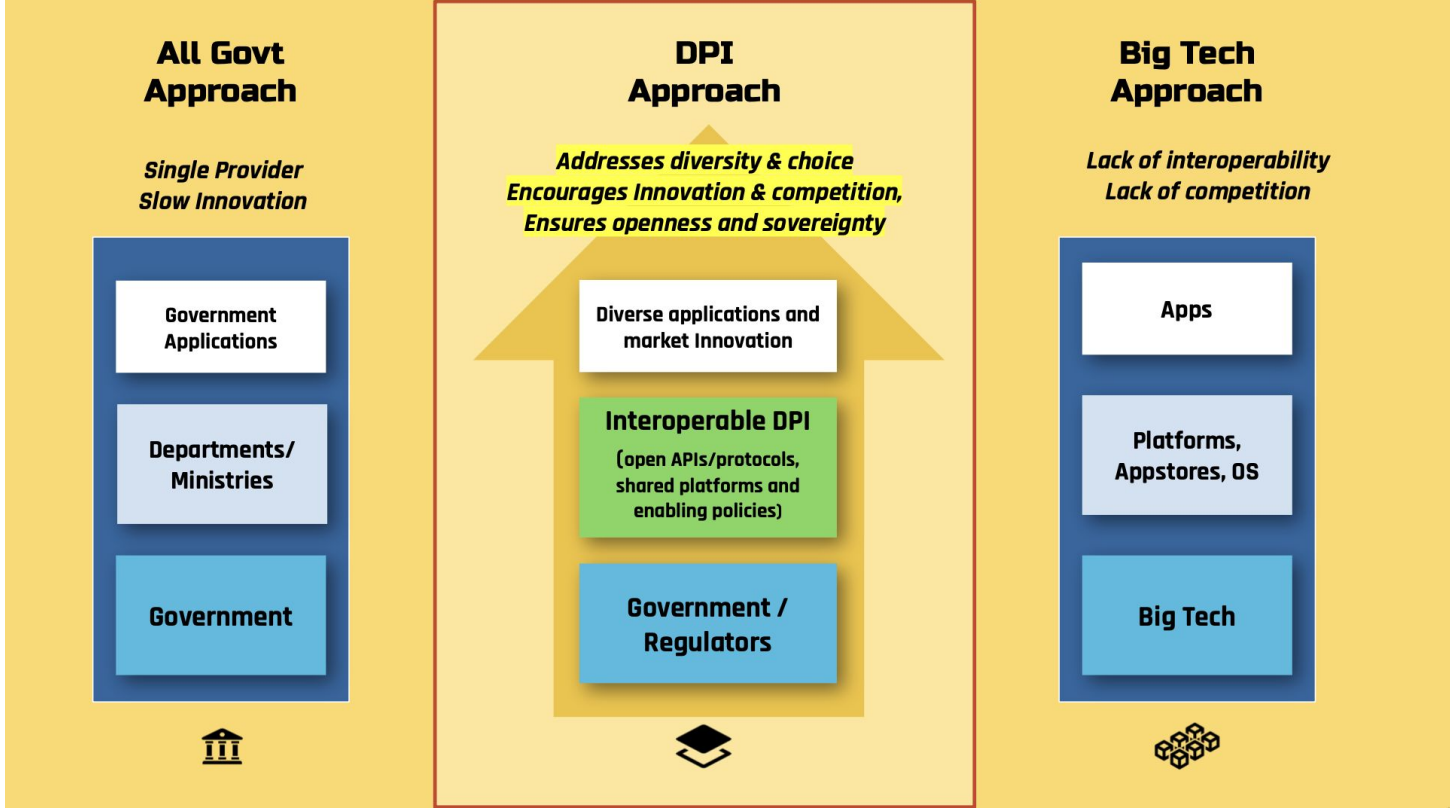 All Govt
Approach
Single Provider
Slow Innovation
Government
Applications
Departments/
Ministries
Government
DPI
Approach
Addresses diversity & choice
Encourages Innovation & competition,
Ensures openness and sovereignty
Diverse applications and
market Innovation
Interoperable DPI
(open APIs/protocols,
shared platforms and
enabling policies)
Government /
Regulators
Big Tech
Approach
Lack of interoperability
Lack of competition
Apps
Platforms,
Appstores, OS
Big Tech